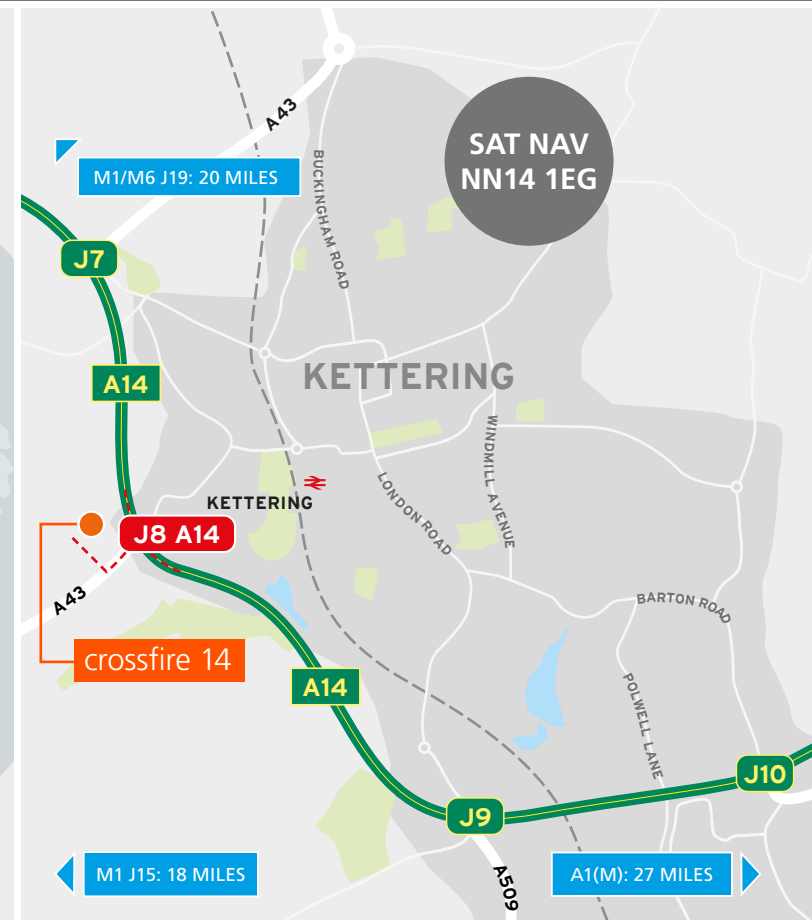 A43
SAT NAV
NN14 1EG
M1/M6 J19: 20 MILES
BUCKINGHAM ROAD
J7
KETTERING
A14
WINDMILL AVENUE
LONDON ROAD
KETTERING
J8 A14
A43
BARTON ROAD
crossfire 14
A14
POLWELL LANE
J10
J9
M1 J15: 18 MILES
A509
A1(M): 27 MILES